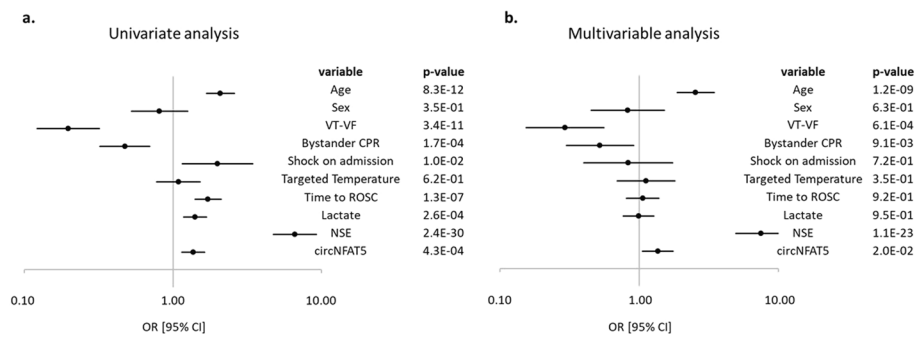 a.
Univariate analysis
variable p-value
Age 8.3E-12
Sex 3.5E-01
VT-VF 3.4E-11
Bystander CPR 1.7E-04
Shock on admission 1.0E-02
Targeted Temperature 6.2E-01
Time to ROSC 1.3E-07
Lactate 2.6E-04
NSE 2.4E-30
circNFAT5 4.3E-04
0.10 1.00 10.00
OR [95% CI]
b.
Multivariable analysis
variable p-value
Age 1.2E-09
Sex 6.3E-01
VT-VF 6.1E-04
Bystander CPR 9.1E-03
Shock on admission 7.2E-01
Targeted Temperature 3.5E-01
Time to ROSC 9.2E-01
Lactate 9.5E-01
NSE 1.1E-23
circNFAT5 2.0E-02
0.10 1.00 10.00
OR [95% CI]